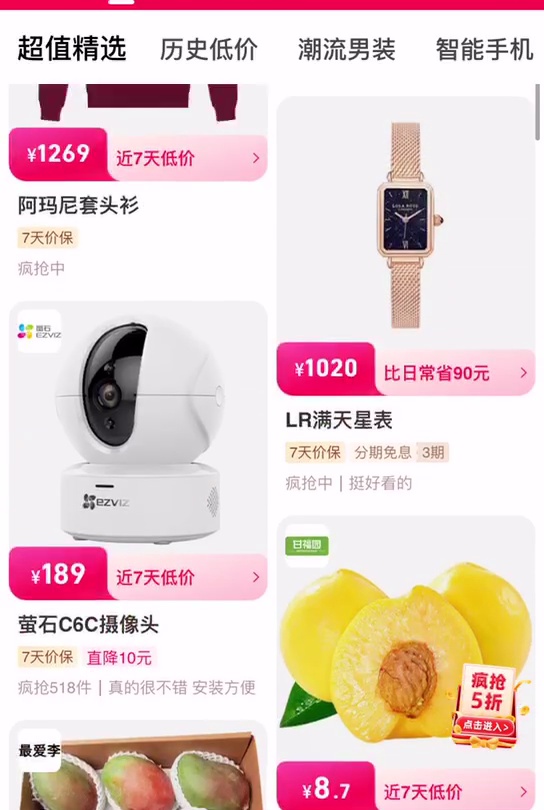 超值精选
历史低价
潮流男装
智能手机
¥1269
近7天低价
阿玛尼套头衫
7天价保
疯抢中
LOLA ROSE
¥1020
比日常省90元
LR满天星表
7天价保 分期免息 3期
疯抢中 | 挺好看的
萤石
EZVIZ
ezviz
¥189
近7天低价
萤石C6C摄像头
7天价保 直降10元
疯抢518件 | 真的很不错 安装方便
甘福园
疯抢
5折
点击进入>
¥8.7
近7天低价
最爱李